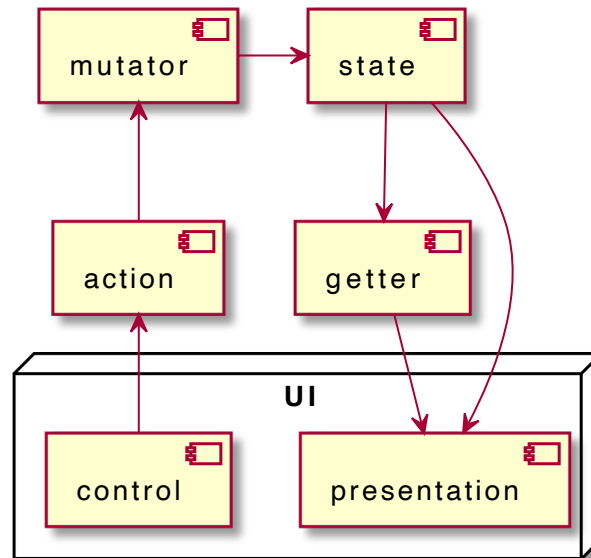 mutator
state
action
getter
UI
control
presentation